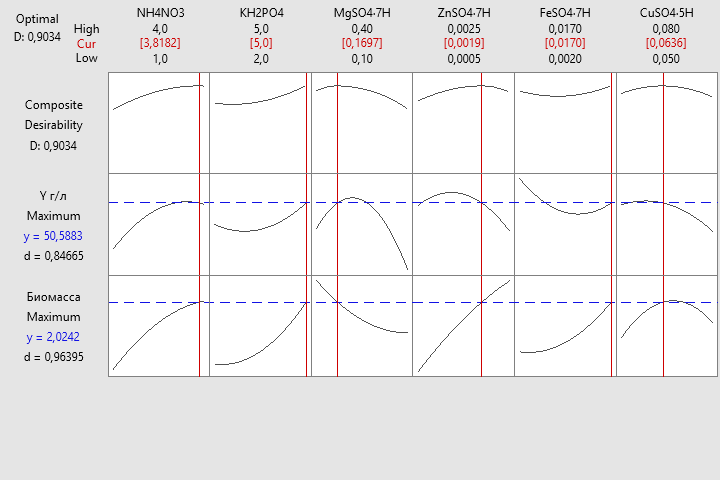 Optimal
D: 0,9034
High
Cur
Low
NH4NO3
4,0
[3,8182]
1,0
KH2PO4
5,0
[5,0]
2,0
MgSO4·7H
0,40
[0,1697]
0,10
ZnSO4·7H
0,0025
[0,0019]
0,0005
FeSO4·7H
0,0170
[0,0170]
0,0020
CuSO4·5H
0,080
[0,0636]
0,050
Composite
Desirability
D: 0,9034
Y г/л
Maximum
y = 50,5883
d = 0,84665
Биомасса
Maximum
y = 2,0242
d = 0,96395